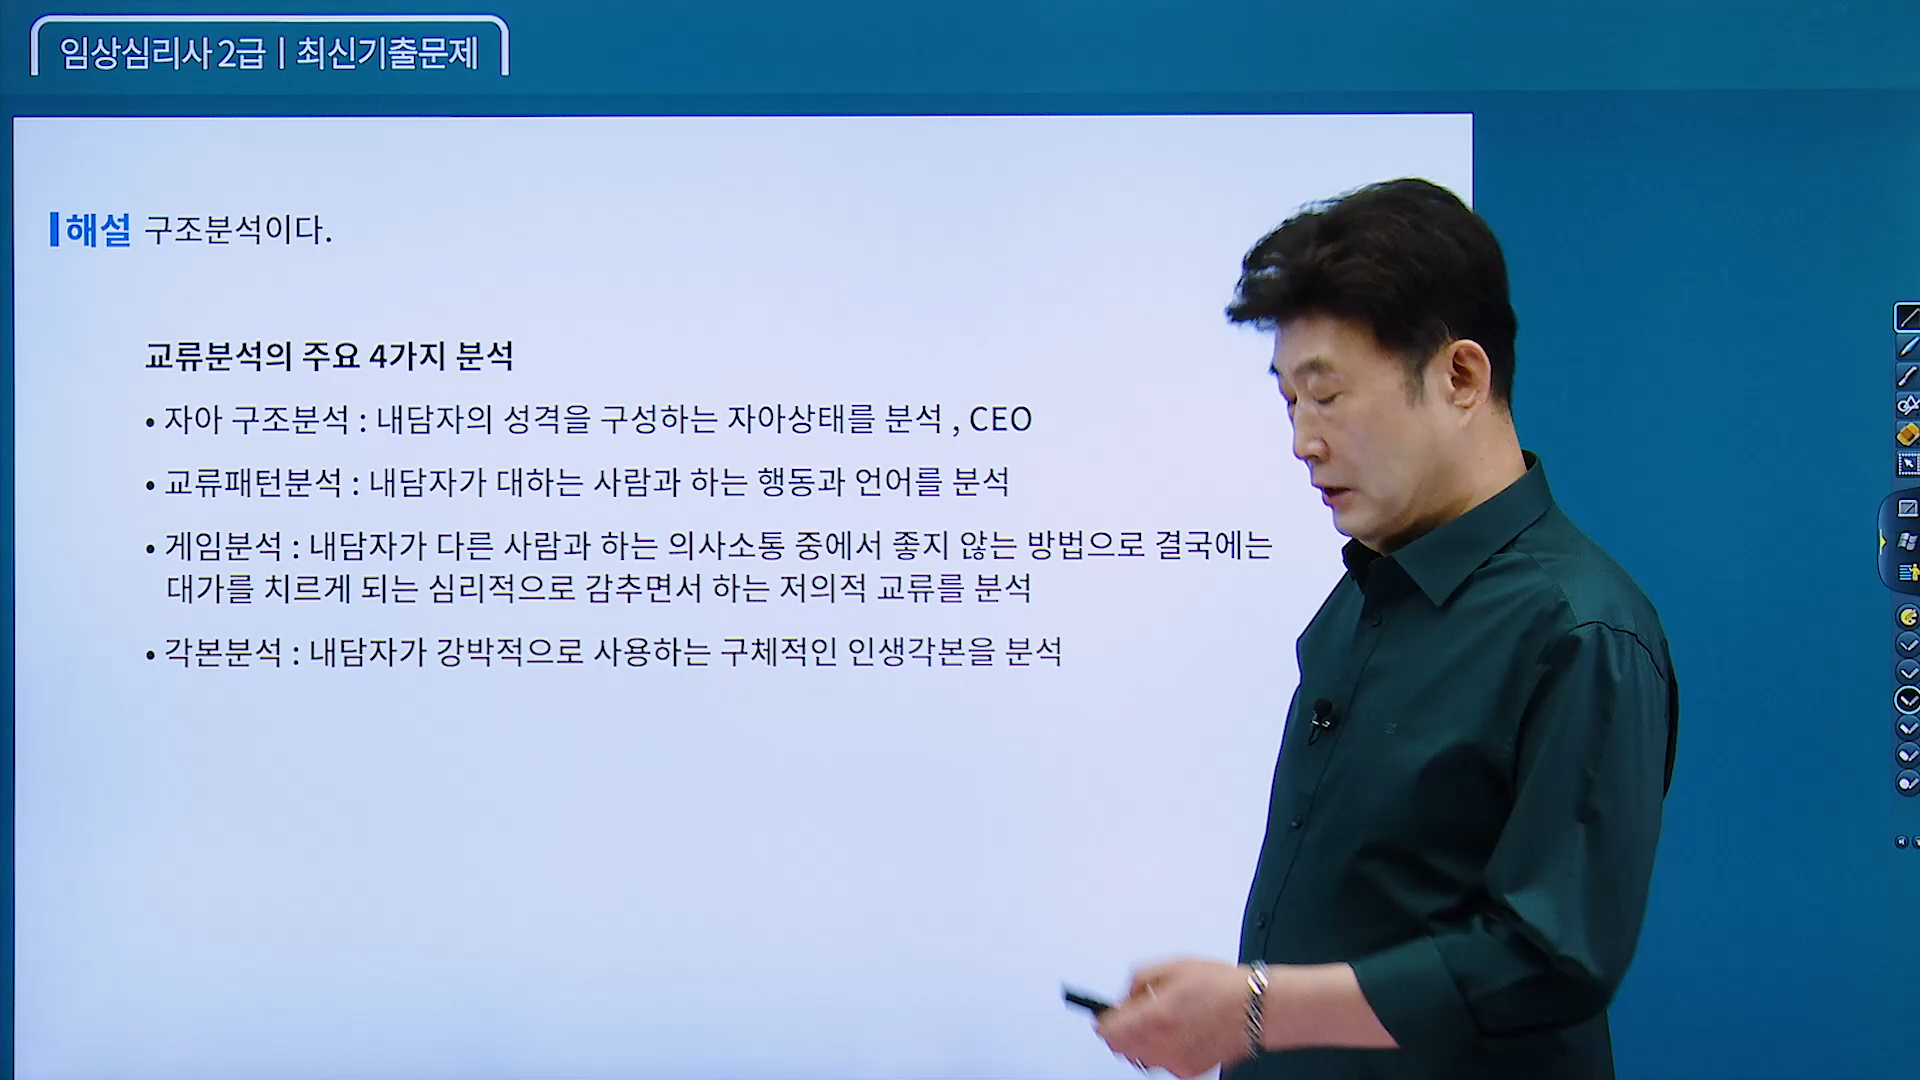 임상심리사 2급 | 최신기출문제
해설 구조분석이다.
교류분석의 주요 4가지 분석
• 자아 구조분석 : 내담자의 성격을 구성하는 자아상태를 분석 , CEO
• 교류패턴분석 : 내담자가 대하는 사람과 하는 행동과 언어를 분석
• 게임분석 : 내담자가 다른 사람과 하는 의사소통 중에서 좋지 않는 방법으로 결국에는
대가를 치르게 되는 심리적으로 감추면서 하는 저의적 교류를 분석
• 각본분석 : 내담자가 강박적으로 사용하는 구체적인 인생각본을 분석